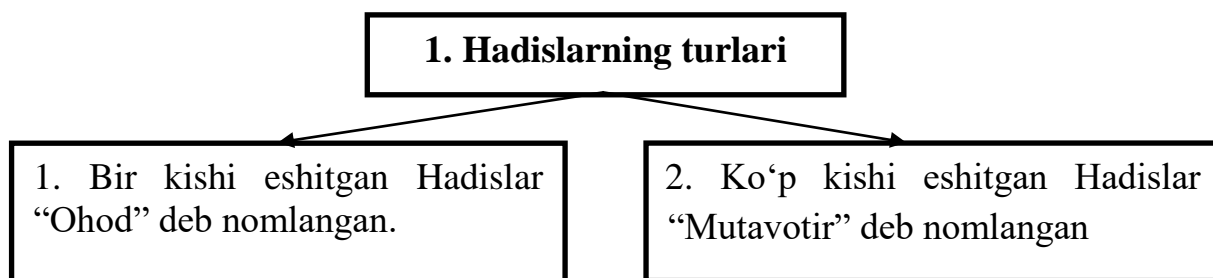 1. Hadislarning turlari
1. Bir kishi eshitgan Hadislar
“Ohod” deb nomlangan.
2. Ko‘p kishi eshitgan Hadislar
“Mutavotir” deb nomlangan